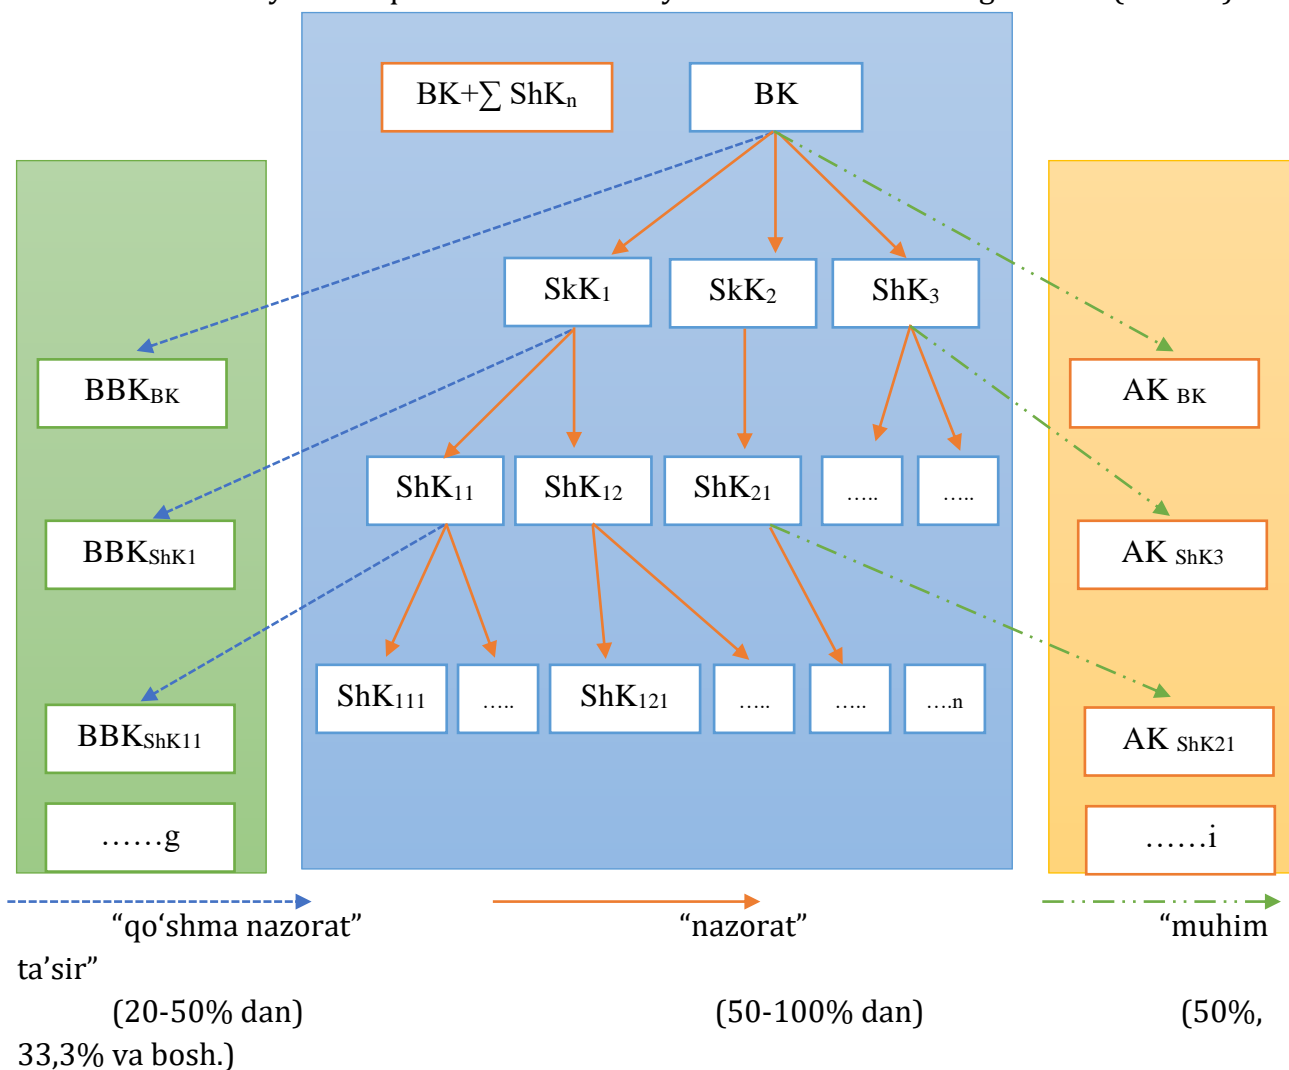 BK+∑ ShKn
BK
SkK1
SkK2
ShK3
BBKBK
AK BK
ShK11
ShK12
ShK21
…..
…..
BBKShK1
AK ShK3
ShK111
…..
ShK121
…..
…..
….n
BBKShK11
AK ShK21
……g
……i
“qo‘shma nazorat” “nazorat” “muhim
ta’sir”
(20-50% dan) (50-100% dan) (50%,
33,3% va bosh.)